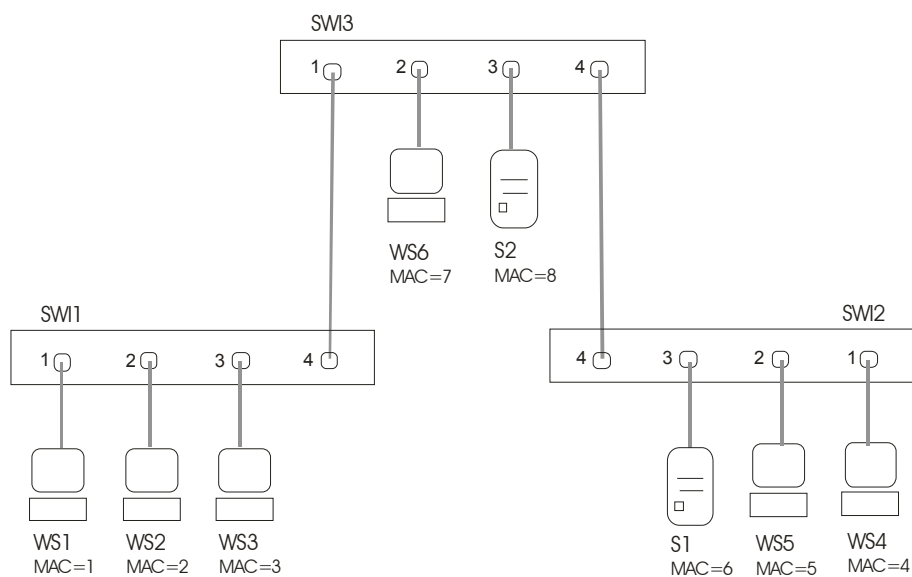 SWI3
1 2 3 4
WS6 S2
MAC=7 MAC=8
SWI1 SWI2
1 2 3 4 4 3 2 1
WS1 WS2 WS3 S1 WS5 WS4
MAC=1 MAC=2 MAC=3 MAC=6 MAC=5 MAC=4